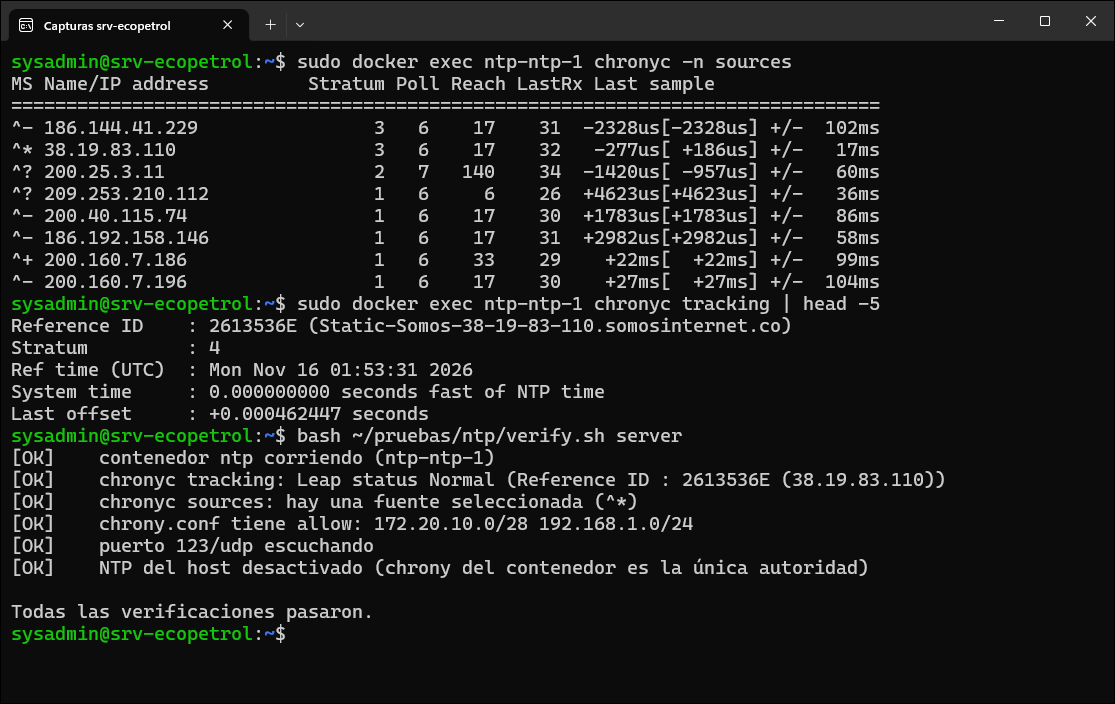 Capturas srv-ecopetrol
sysadmin@srv-ecopetrol:~$ sudo docker exec ntp-ntp-1 chronyc -n sources
MS Name/IP address         Stratum Poll Reach LastRx Last sample
===============================================================================
^- 186.144.41.229                3   6    17    31  -2328us[-2328us] +/-  102ms
^* 38.19.83.110                  3   6    17    32   -277us[ +186us] +/-   17ms
^? 200.25.3.11                   2   7   140    34  -1420us[ -957us] +/-   60ms
^? 209.253.210.112               1   6     6    26  +4623us[+4623us] +/-   36ms
^- 200.40.115.74                 1   6    17    30  +1783us[+1783us] +/-   86ms
^- 186.192.158.146               1   6    17    31  +2982us[+2982us] +/-   58ms
^+ 200.160.7.186                 1   6    33    29    +22ms[  +22ms] +/-   99ms
^- 200.160.7.196                 1   6    17    30    +27ms[  +27ms] +/-  104ms
sysadmin@srv-ecopetrol:~$ sudo docker exec ntp-ntp-1 chronyc tracking | head -5
Reference ID    : 2613536E (Static-Somos-38-19-83-110.somosinternet.co)
Stratum         : 4
Ref time (UTC)  : Mon Nov 16 01:53:31 2026
System time     : 0.000000000 seconds fast of NTP time
Last offset     : +0.000462447 seconds
sysadmin@srv-ecopetrol:~$ bash ~/pruebas/ntp/verify.sh server
[OK]    contenedor ntp corriendo (ntp-ntp-1)
[OK]    chronyc tracking: Leap status Normal (Reference ID : 2613536E (38.19.83.110))
[OK]    chronyc sources: hay una fuente seleccionada (^*)
[OK]    chrony.conf tiene allow: 172.20.10.0/28 192.168.1.0/24
[OK]    puerto 123/udp escuchando
[OK]    NTP del host desactivado (chrony del contenedor es la única autoridad)
Todas las verificaciones pasaron.
sysadmin@srv-ecopetrol:~$